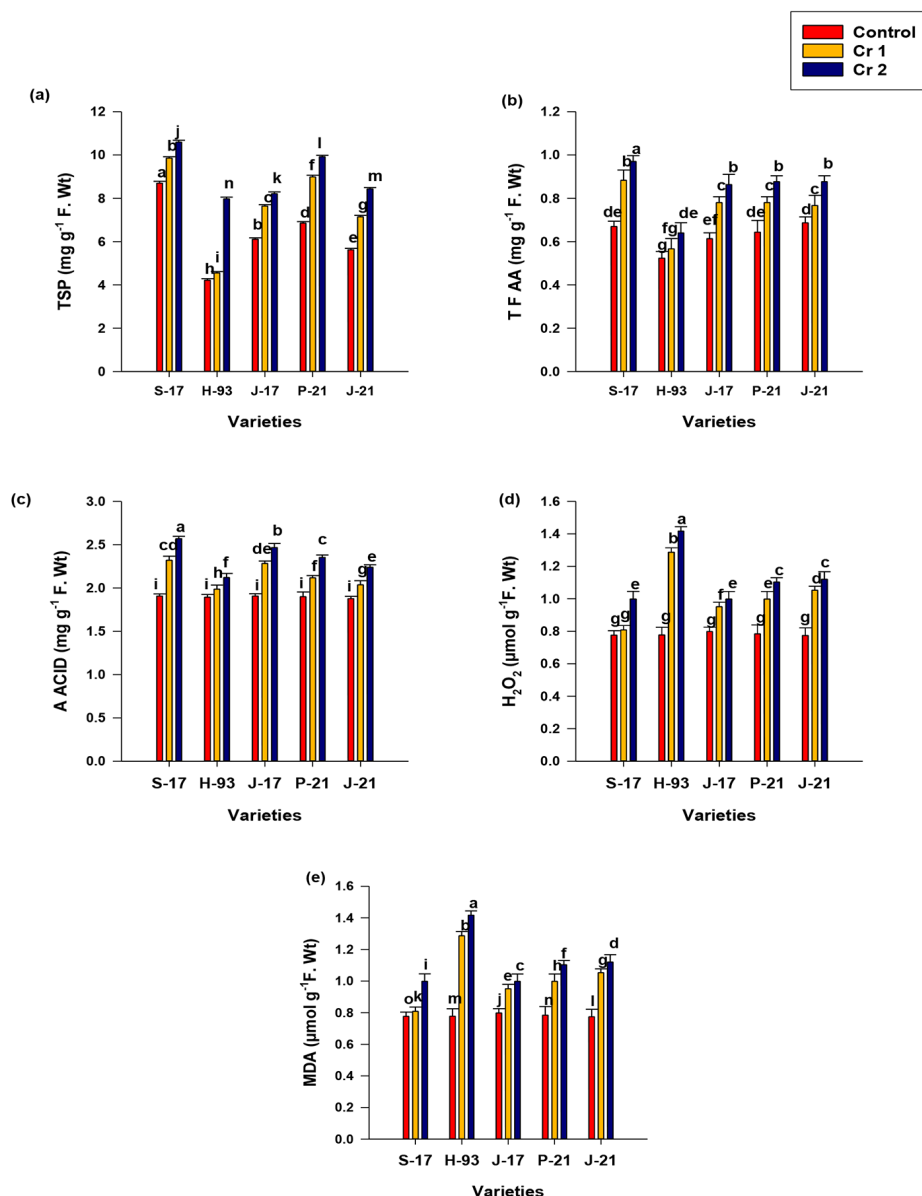 Control
Cr 1
Cr 2
(a)
TSP (mg g⁻¹ F. Wt)
12
10
8
6
4
2
0
a b j
h i n
b c k
d f l
e g m
S-17 H-93 J-17 P-21 J-21
Varieties
(b)
T F AA (mg g⁻¹ F. Wt)
1.2
1.0
0.8
0.6
0.4
0.2
0.0
de b a
g fg de
ef c b
de c b
d c b
S-17 H-93 J-17 P-21 J-21
Varieties
(c)
A ACID (mg g⁻¹ F. Wt)
3.0
2.5
2.0
1.5
1.0
0.5
0.0
i cd a
i h f
i de b
i f c
i g e
S-17 H-93 J-17 P-21 J-21
Varieties
(d)
H₂O₂ (µmol g⁻¹F. Wt)
1.6
1.4
1.2
1.0
0.8
0.6
0.4
0.2
0.0
g g e
g b a
g f e
g e c
g d c
S-17 H-93 J-17 P-21 J-21
Varieties
(e)
MDA (µmol g⁻¹F. Wt)
1.6
1.4
1.2
1.0
0.8
0.6
0.4
0.2
0.0
o k i
m b a
j e c
n h f
l g d
S-17 H-93 J-17 P-21 J-21
Varieties